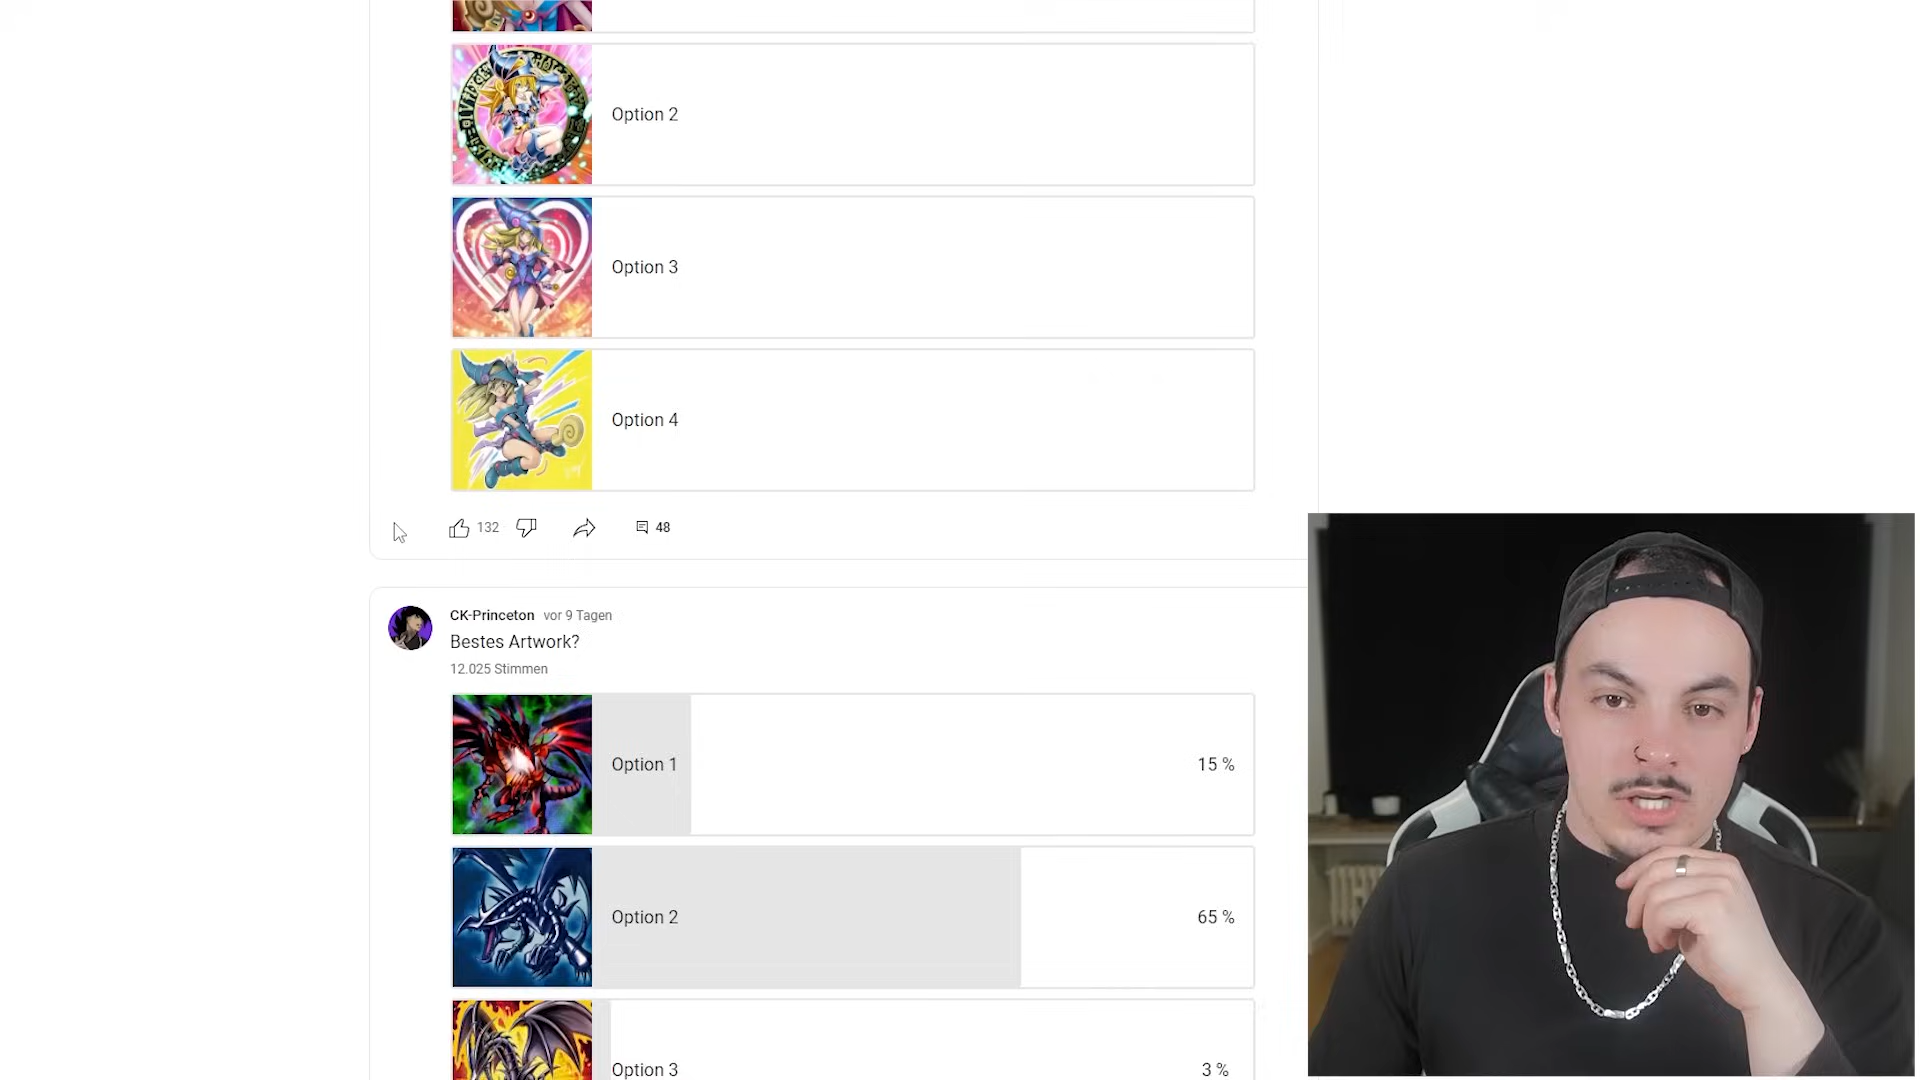 Option 2
Option 3
Option 4
132
48
CK-Princeton vor 9 Tagen
Bestes Artwork?
12.025 Stimmen
Option 1
15 %
Option 2
65 %
Option 3
3 %